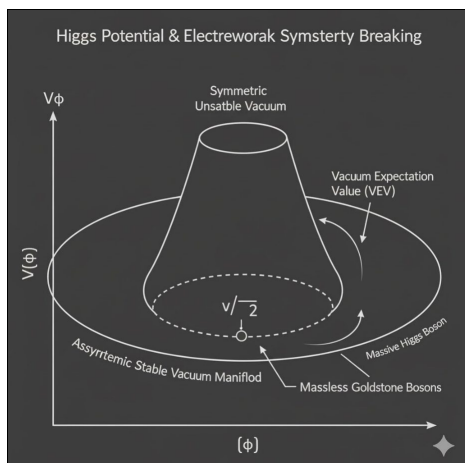 Higgs Potential & Electreworak Symsterty Breaking
Vϕ
Symmetric
Unsatble Vacuum
Vacuum Expectation
Value (VEV)
V(ϕ)
v/‾2
Assyrrtemic Stable Vacuum Maniflod
Massive Higgs Boson
Massless Goldstone Bosons
(ϕ)